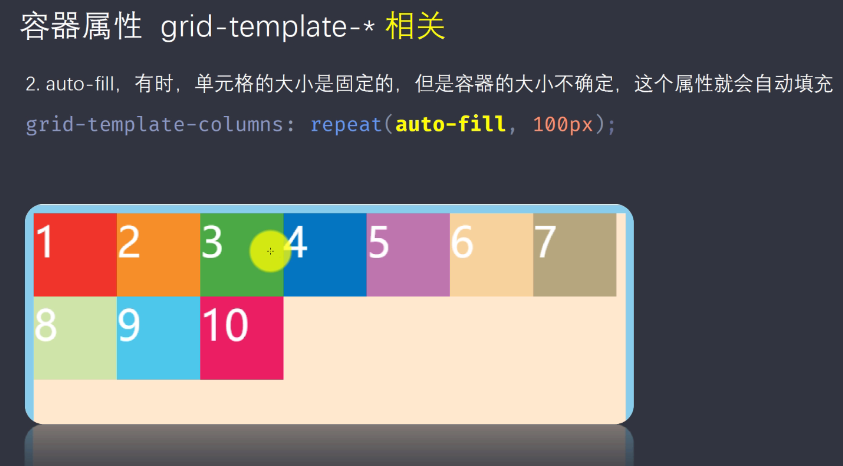 容器属性 grid-template-* 相关
2. auto-fill，有时，单元格的大小是固定的，但是容器的大小不确定，这个属性就会自动填充
grid-template-columns: repeat(auto-fill, 100px);
1 2 3 4 5 6 7
8 9 10